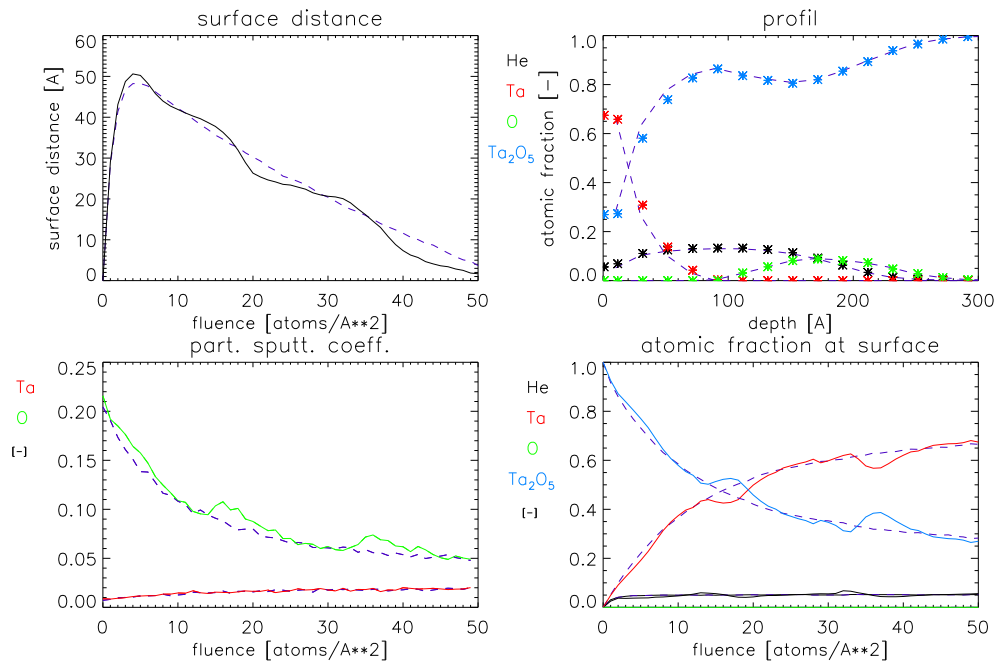 surface distance
surface distance [A]
60
50
40
30
20
10
0
0 10 20 30 40 50
fluence [atoms/A**2]
profil
He
Ta
O
Ta₂O₅
atomic fraction [-]
1.0
0.8
0.6
0.4
0.2
0.0
0 100 200 300
depth [A]
part. sputt. coeff.
Ta
O
[-]
0.25
0.20
0.15
0.10
0.05
0.00
0 10 20 30 40 50
fluence [atoms/A**2]
atomic fraction at surface
He
Ta
O
Ta₂O₅
[-]
1.0
0.8
0.6
0.4
0.2
0.0
0 10 20 30 40 50
fluence [atoms/A**2]